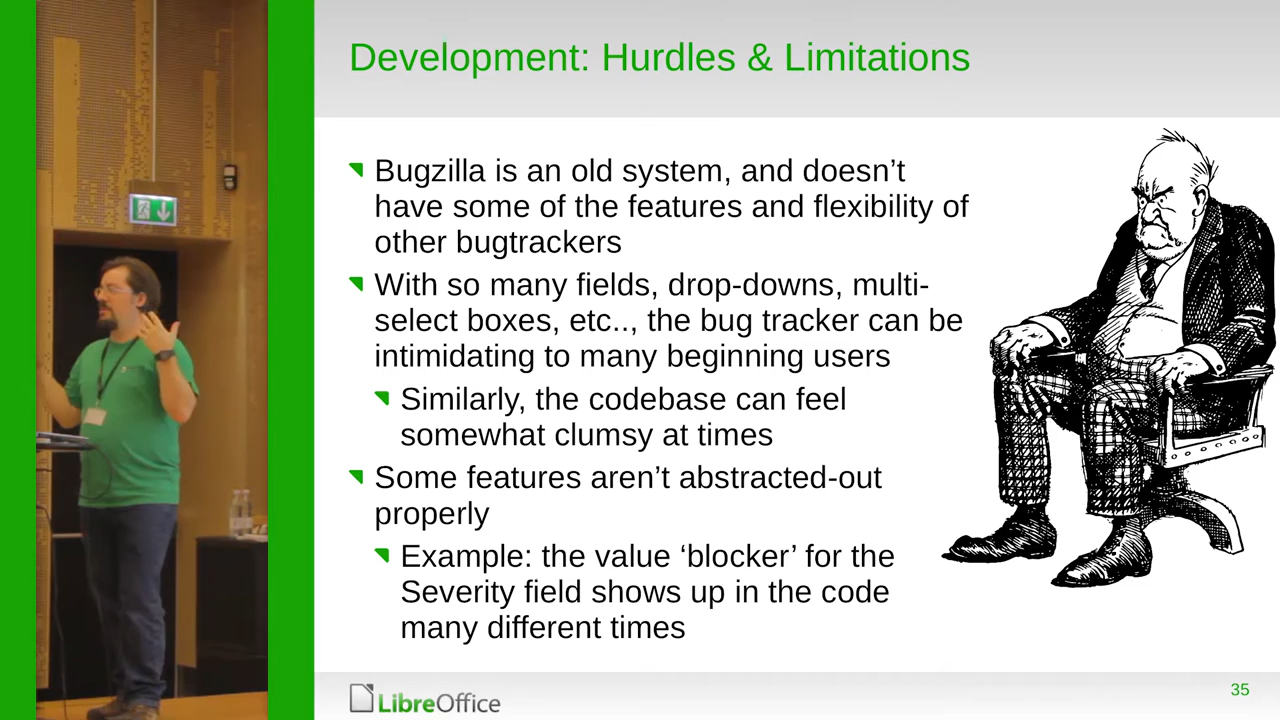 Development: Hurdles & Limitations
Bugzilla is an old system, and doesn’t
have some of the features and flexibility of
other bugtrackers
With so many fields, drop-downs, multi-
select boxes, etc.., the bug tracker can be
intimidating to many beginning users
Similarly, the codebase can feel
somewhat clumsy at times
Some features aren’t abstracted-out
properly
Example: the value ‘blocker’ for the
Severity field shows up in the code
many different times
LibreOffice
35